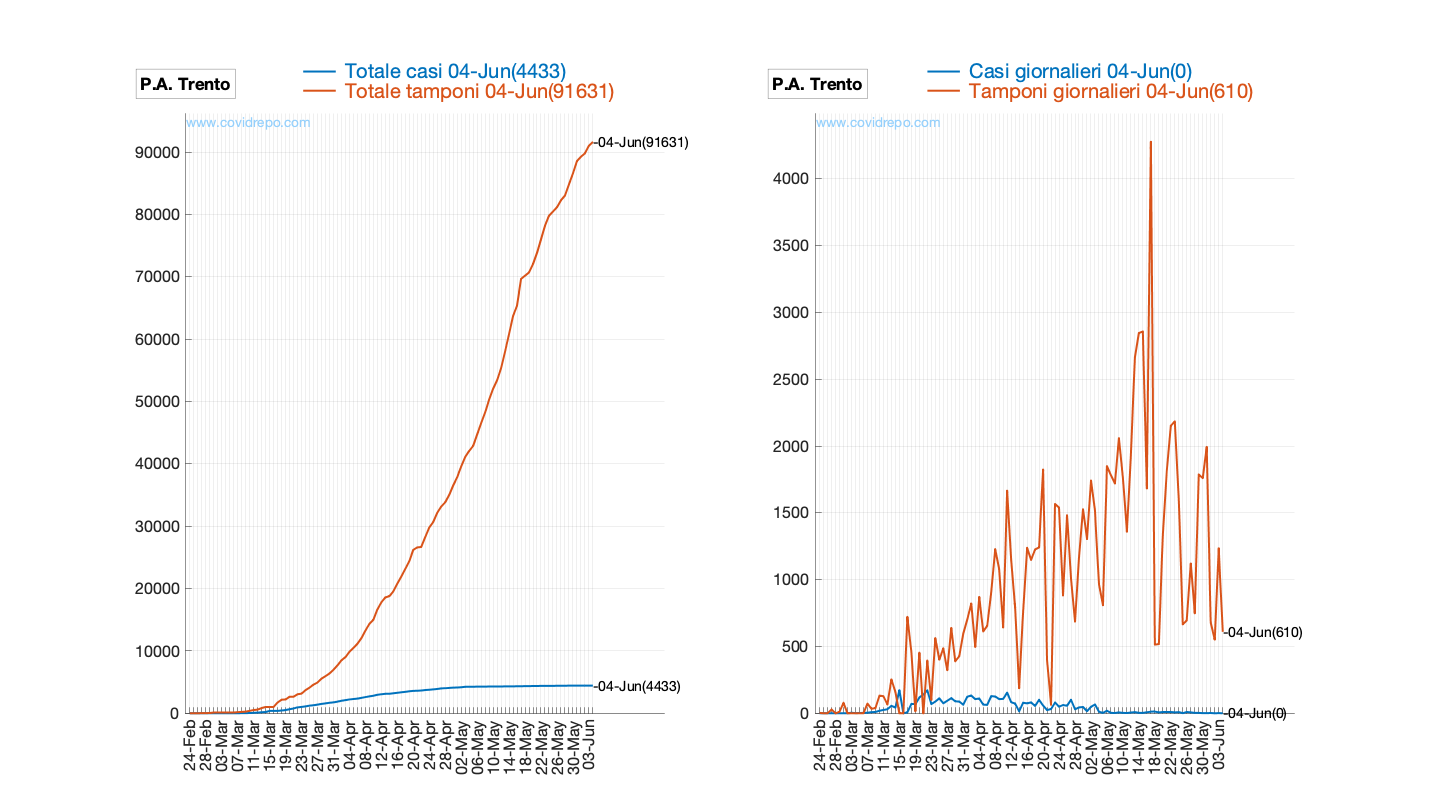 P.A. Trento
Totale casi 04-Jun(4433)
Totale tamponi 04-Jun(91631)
www.covidrepo.com
-04-Jun(91631)
90000
80000
70000
60000
50000
40000
30000
20000
10000
0
-04-Jun(4433)
24-Feb
28-Feb
03-Mar
07-Mar
11-Mar
15-Mar
19-Mar
23-Mar
27-Mar
31-Mar
04-Apr
08-Apr
12-Apr
16-Apr
20-Apr
24-Apr
28-Apr
02-May
06-May
10-May
14-May
18-May
22-May
26-May
30-May
03-Jun
P.A. Trento
Casi giornalieri 04-Jun(0)
Tamponi giornalieri 04-Jun(610)
www.covidrepo.com
4000
3500
3000
2500
2000
1500
1000
500
0
-04-Jun(610)
-04-Jun(0)
24-Feb
28-Feb
03-Mar
07-Mar
11-Mar
15-Mar
19-Mar
23-Mar
27-Mar
31-Mar
04-Apr
08-Apr
12-Apr
16-Apr
20-Apr
24-Apr
28-Apr
02-May
06-May
10-May
14-May
18-May
22-May
26-May
30-May
03-Jun